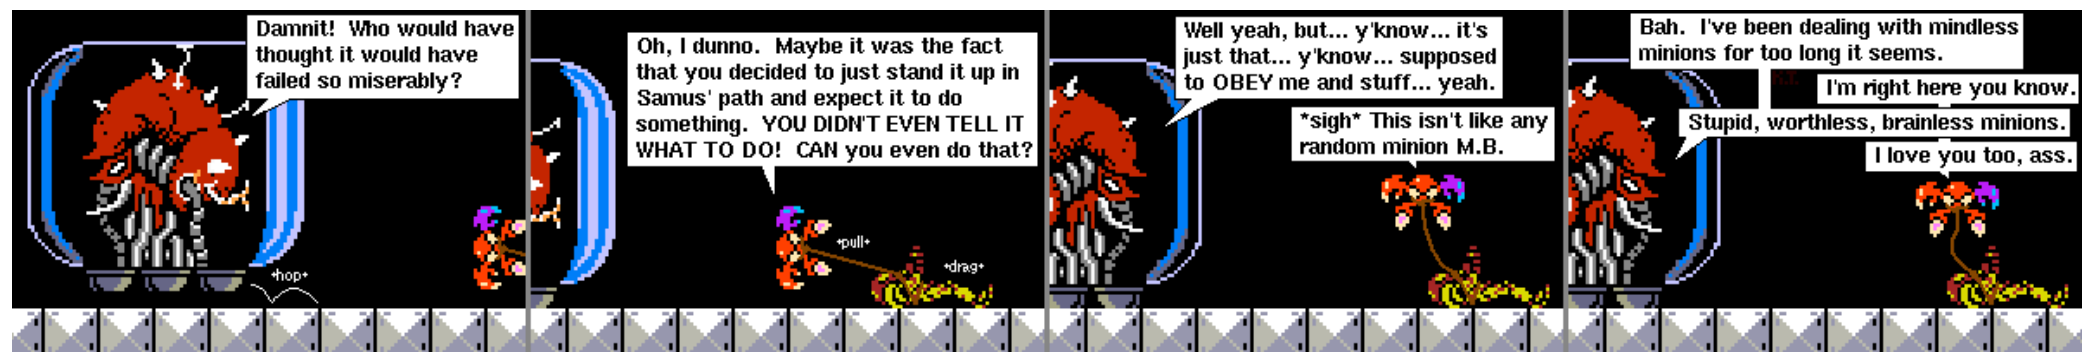 Damnit!  Who would have
thought it would have
failed so miserably?
*hop*
Oh, I dunno.  Maybe it was the fact
that you decided to just stand it up in
Samus' path and expect it to do
something.  YOU DIDN'T EVEN TELL IT
WHAT TO DO!  CAN you even do that?
*pull*
*drag*
Well yeah, but... y'know... it's
just that... y'know... supposed
to OBEY me and stuff... yeah.
*sigh* This isn't like any
random minion M.B.
Bah.  I've been dealing with mindless
minions for too long it seems.
I'm right here you know.
Stupid, worthless, brainless minions.
I love you too, ass.